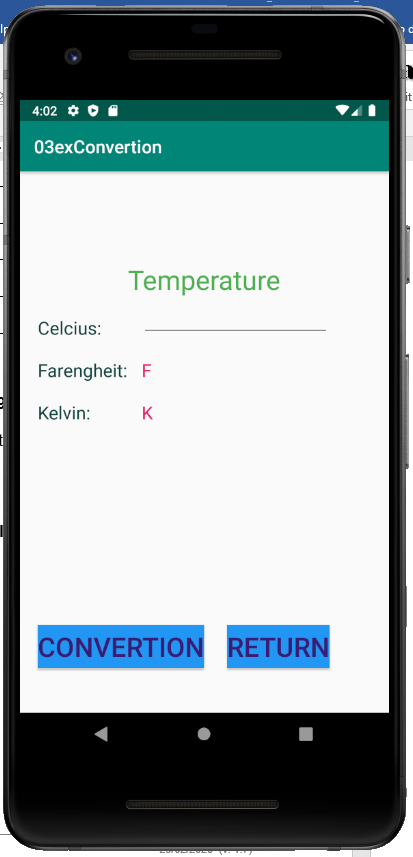 4:02
03exConvertion
Temperature
Celcius:
Farengheit: F
Kelvin: K
CONVERTION RETURN